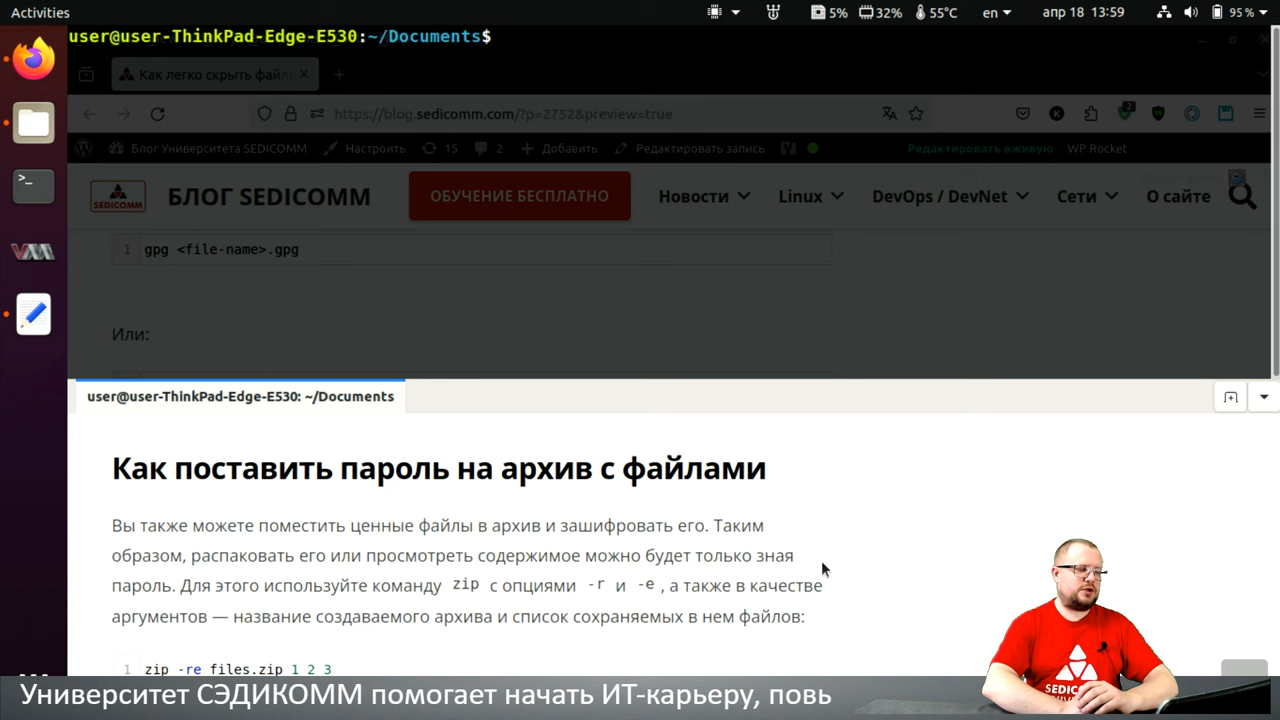 Activities
5% 32% 55°C en апр 18 13:59 95 %
user@user-ThinkPad-Edge-E530:~/Documents$
Как легко скрыть файлы
https://blog.sedicomm.com/?p=2752&preview=true
Блог Университета SEDICOMM Настроить 15 2 Добавить Редактировать запись Редактировать вживую WP Rocket
SEDICOMM БЛОГ SEDICOMM ОБУЧЕНИЕ БЕСПЛАТНО Новости Linux DevOps / DevNet Сети О сайте
1 gpg <file-name>.gpg
Или:
user@user-ThinkPad-Edge-E530: ~/Documents
Как поставить пароль на архив с файлами
Вы также можете поместить ценные файлы в архив и зашифровать его. Таким
образом, распаковать его или просмотреть содержимое можно будет только зная
пароль. Для этого используйте команду zip с опциями -r и -e , а также в качестве
аргументов — название создаваемого архива и список сохраняемых в нем файлов:
1 zip -re files.zip 1 2 3
SEDICOMM
Университет СЭДИКОММ помогает начать ИТ-карьеру, повь